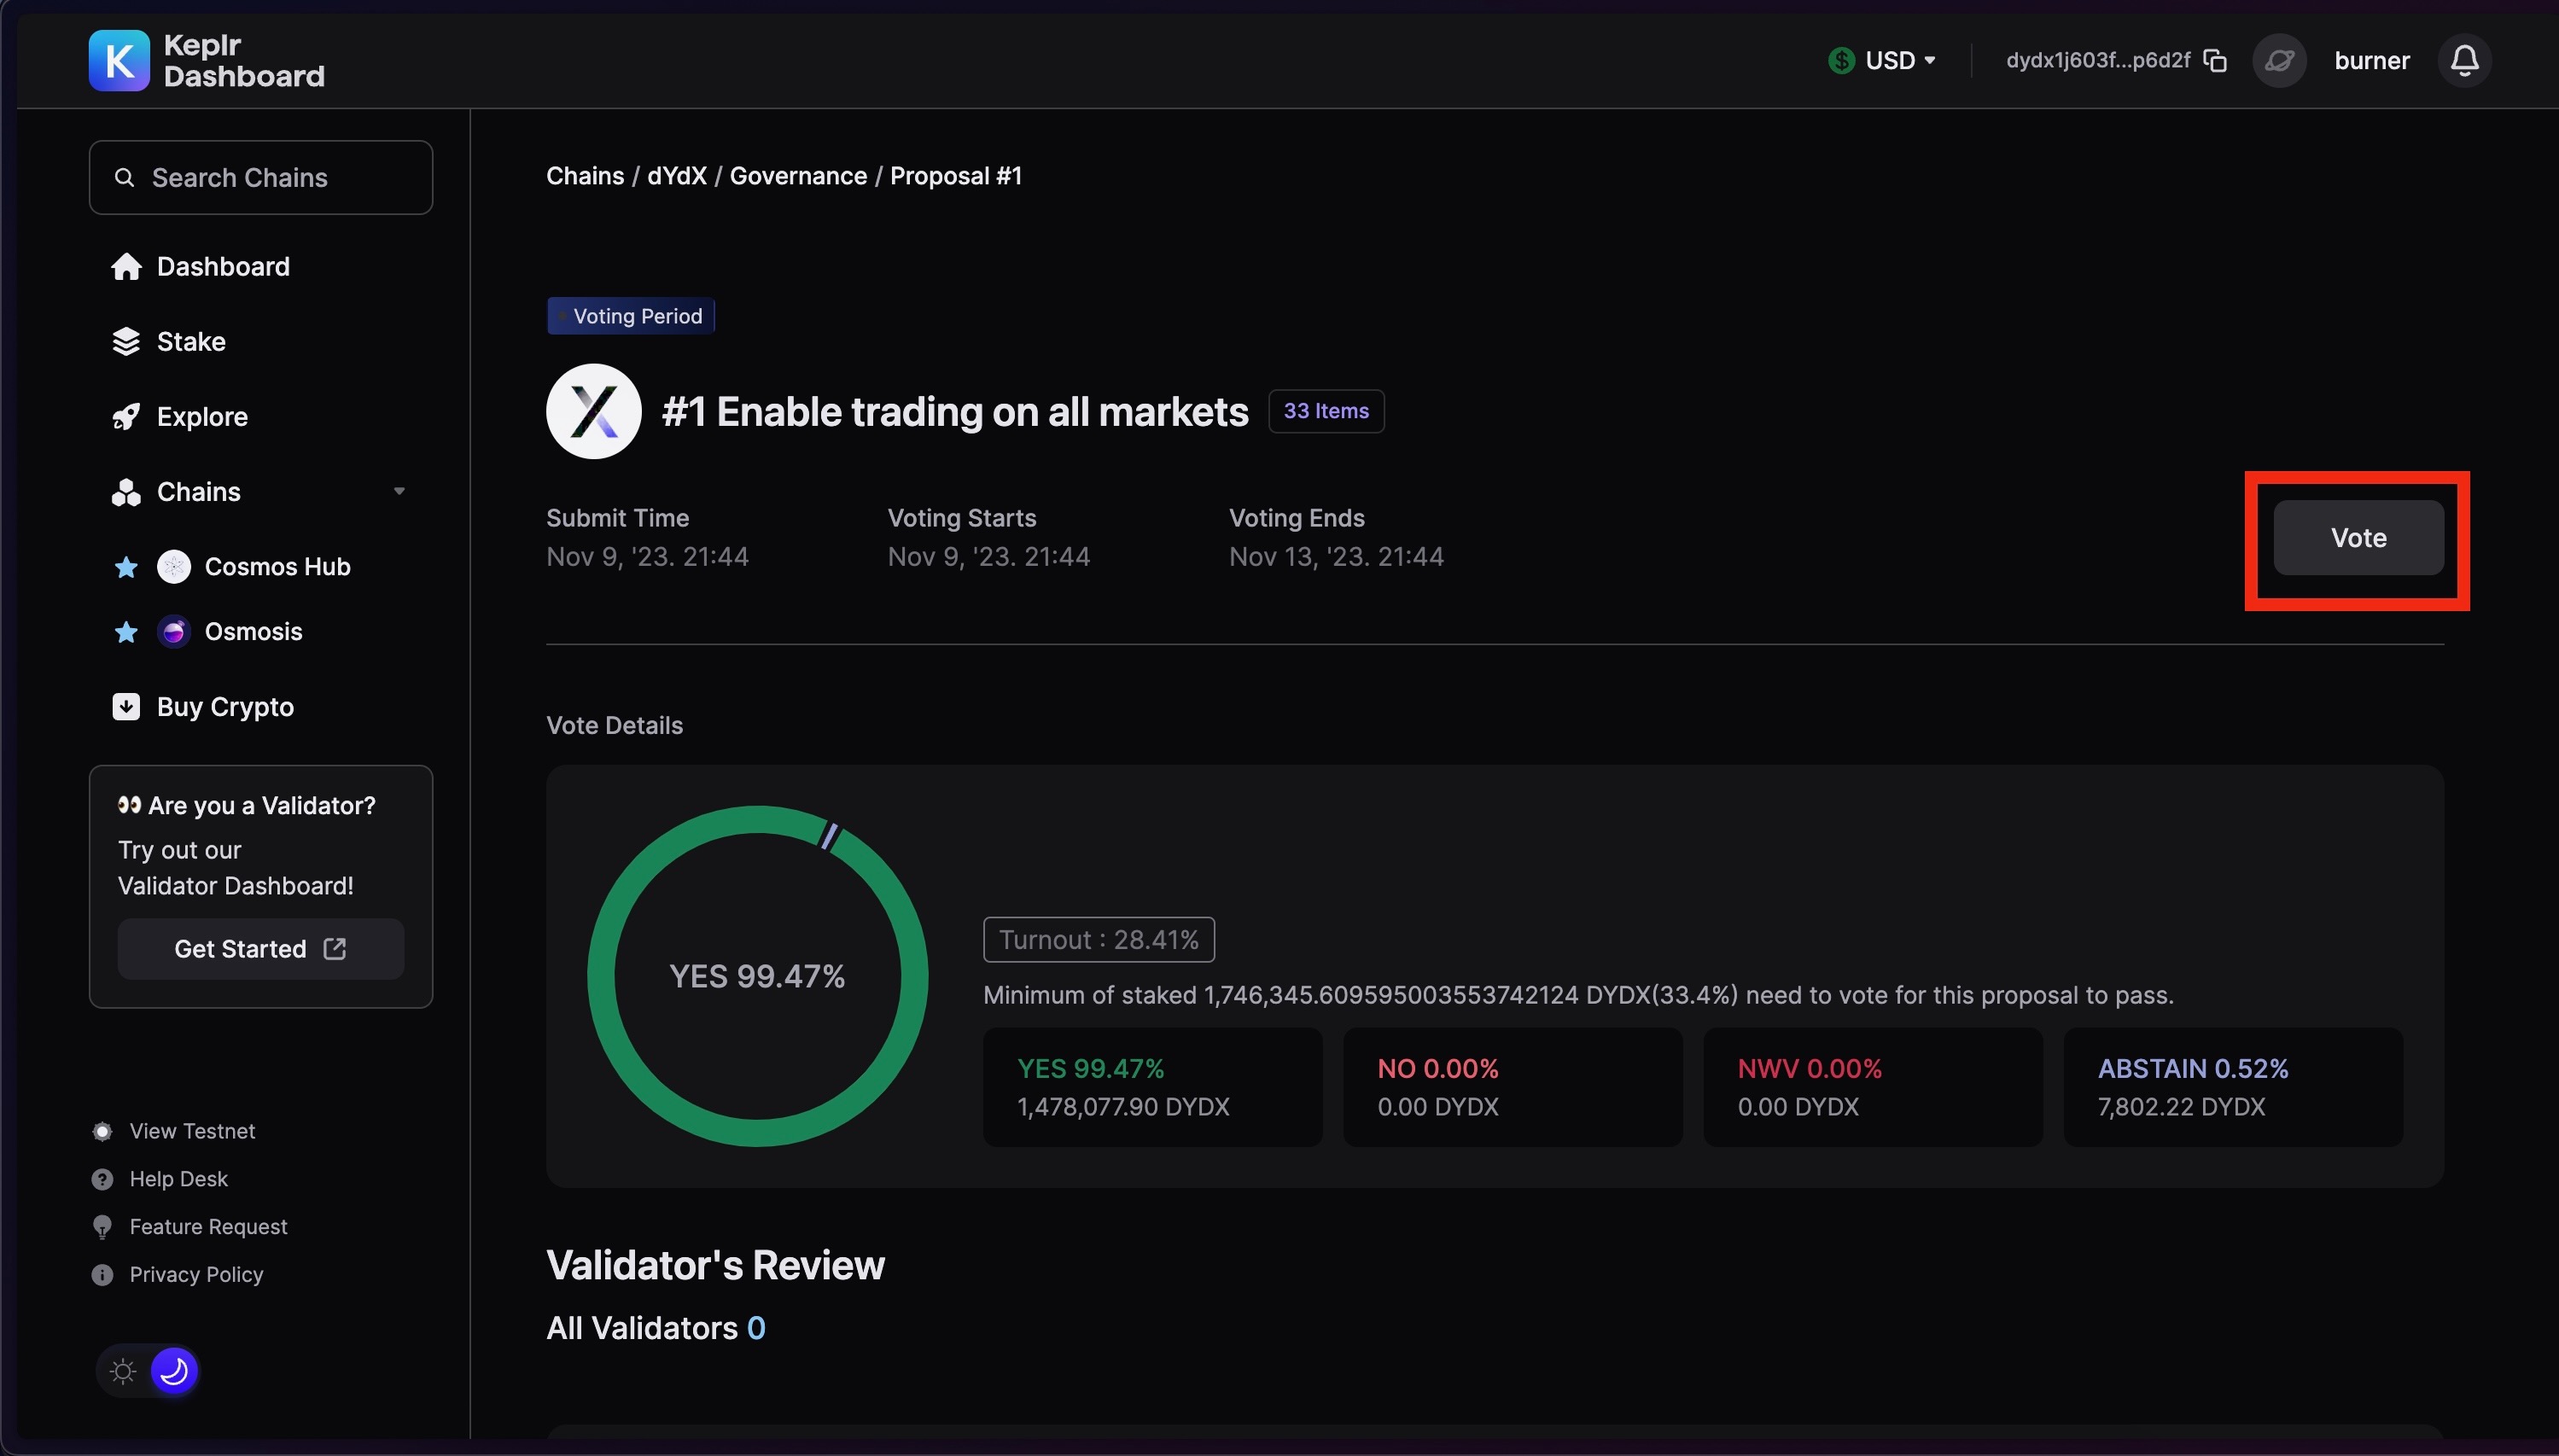 Keplr
Dashboard
USD
dydx1j603f...p6d2f
burner
Search Chains
Dashboard
Stake
Explore
Chains
Cosmos Hub
Osmosis
Buy Crypto
👀 Are you a Validator?
Try out our
Validator Dashboard!
Get Started
View Testnet
Help Desk
Feature Request
Privacy Policy
Chains / dYdX / Governance / Proposal #1
Voting Period
#1 Enable trading on all markets
33 Items
Submit Time
Nov 9, '23. 21:44
Voting Starts
Nov 9, '23. 21:44
Voting Ends
Nov 13, '23. 21:44
Vote
Vote Details
YES 99.47%
Turnout : 28.41%
Minimum of staked 1,746,345.609595003553742124 DYDX(33.4%) need to vote for this proposal to pass.
YES 99.47%
1,478,077.90 DYDX
NO 0.00%
0.00 DYDX
NWV 0.00%
0.00 DYDX
ABSTAIN 0.52%
7,802.22 DYDX
Validator's Review
All Validators 0